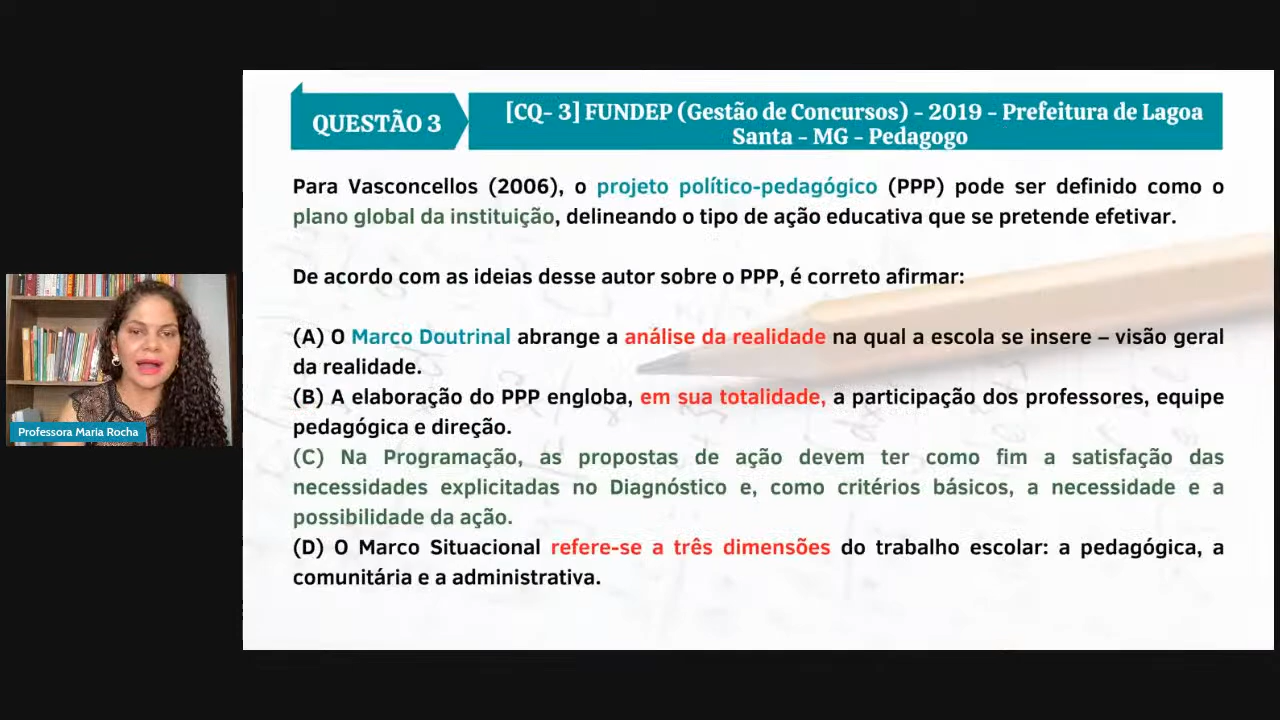 QUESTÃO 3
[CQ- 3] FUNDEP (Gestão de Concursos) - 2019 - Prefeitura de Lagoa
Santa - MG - Pedagogo
Para Vasconcellos (2006), o projeto político-pedagógico (PPP) pode ser definido como o
plano global da instituição, delineando o tipo de ação educativa que se pretende efetivar.
De acordo com as ideias desse autor sobre o PPP, é correto afirmar:
(A) O Marco Doutrinal abrange a análise da realidade na qual a escola se insere – visão geral
da realidade.
(B) A elaboração do PPP engloba, em sua totalidade, a participação dos professores, equipe
pedagógica e direção.
(C) Na Programação, as propostas de ação devem ter como fim a satisfação das
necessidades explicitadas no Diagnóstico e, como critérios básicos, a necessidade e a
possibilidade da ação.
(D) O Marco Situacional refere-se a três dimensões do trabalho escolar: a pedagógica, a
comunitária e a administrativa.
Professora Maria Rocha